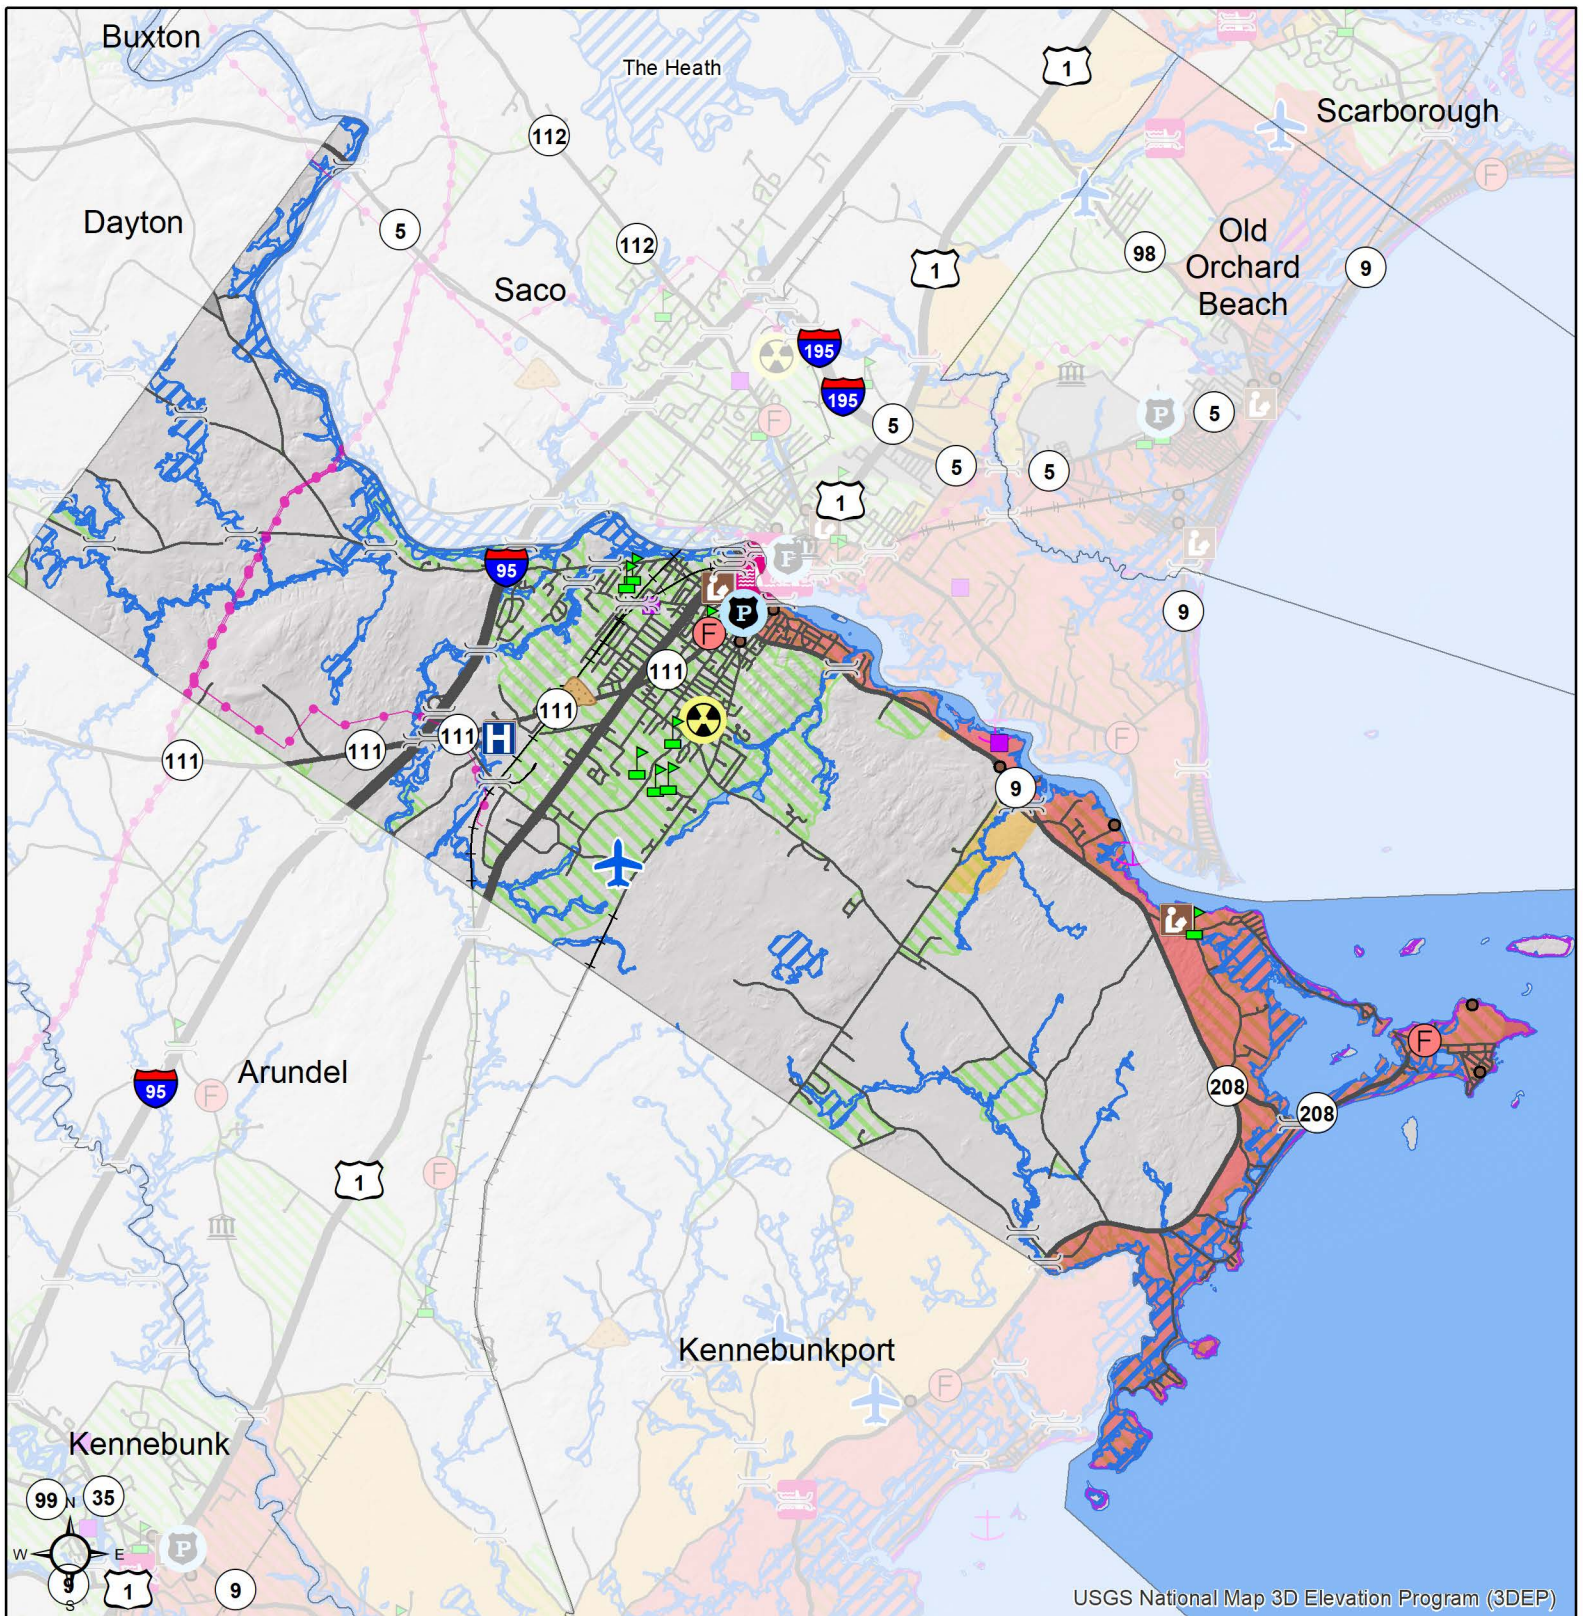 Buxton
The Heath
1
Scarborough
112
Dayton
5
112
Saco
1
98
Old
Orchard
Beach
9
195
195
5
5
P
5
5
1
F
F
P
95
P
F
9
111
111
111
H
111
111
F
9
F
208
208
Arundel
95
F
1
F
Kennebunkport
F
Kennebunk
99
35
N
W
E
S
9
1
P
9
USGS National Map 3D Elevation Program (3DEP)